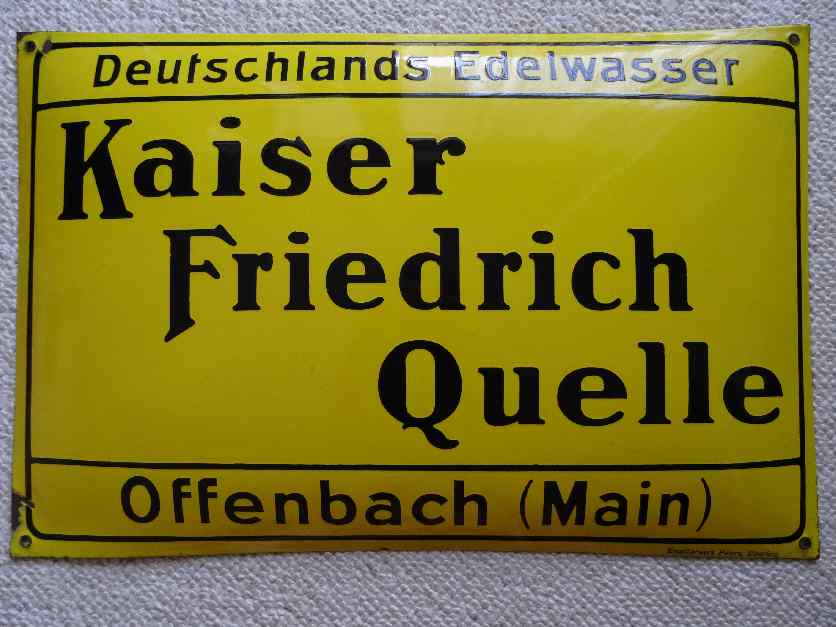 Deutschlands Edelwasser
Kaiser
Friedrich
Quelle
Offenbach (Main)